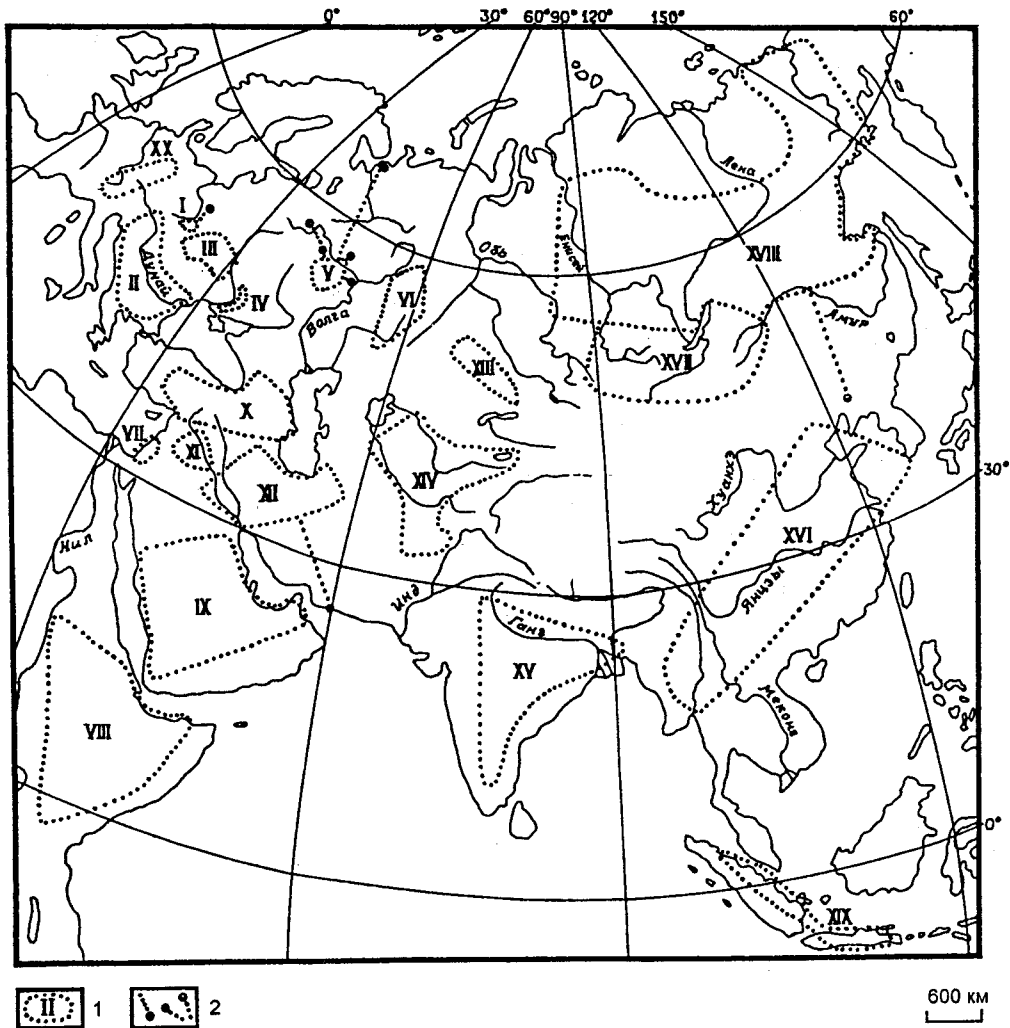 0° 30° 60° 90° 120° 150° 60°
XX
I
Лена
III
Обь
Енисей
XVIII
II
Дунай
V
VI
IV
Волга
Амур
XVII
XIII
X
VII
XI
XIV
XII
30°
Хуанхэ
XVI
Нил
Янцзы
Инд
IX
Ганг
XV
Меконг
VIII
0°
XIX
II 1 2
600 км